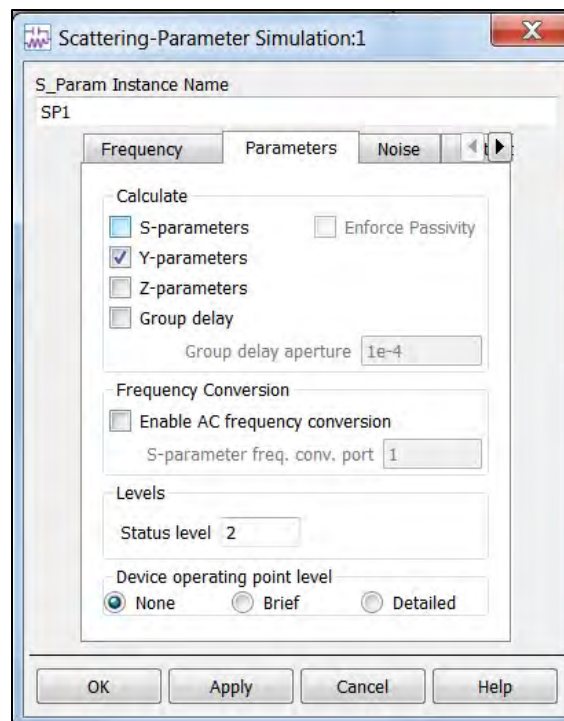 Scattering-Parameter Simulation:1
S_Param Instance Name
SP1
Frequency Parameters Noise
Calculate
S-parameters Enforce Passivity
Y-parameters
Z-parameters
Group delay
Group delay aperture 1e-4
Frequency Conversion
Enable AC frequency conversion
S-parameter freq. conv. port 1
Levels
Status level 2
Device operating point level
None Brief Detailed
OK Apply Cancel Help